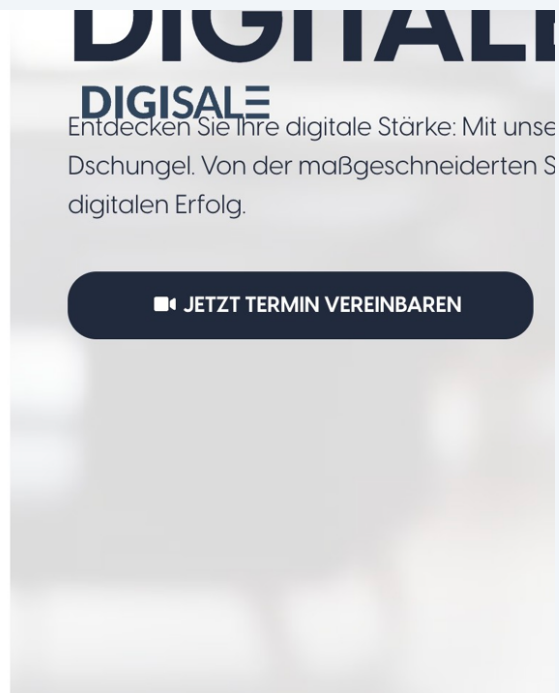 DIGITALE
DIGISALE
Entdecken Sie Ihre digitale Stärke: Mit unse
Dschungel. Von der maßgeschneiderten S
digitalen Erfolg.
JETZT TERMIN VEREINBAREN